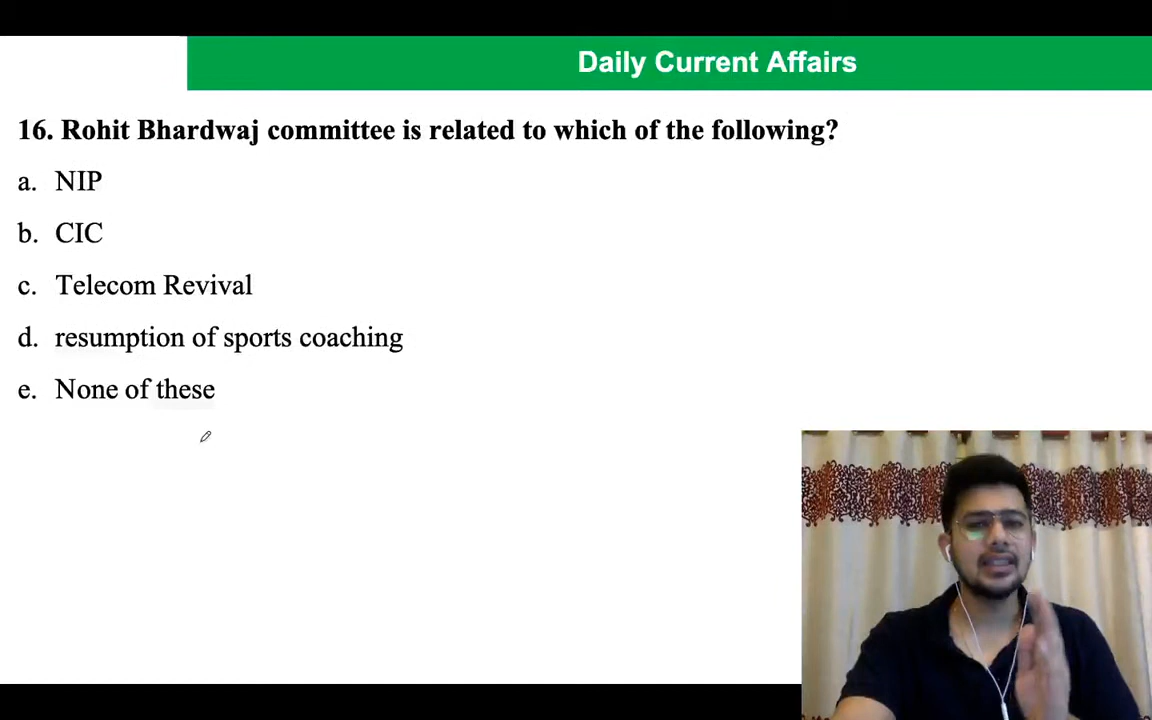 Daily Current Affairs
16. Rohit Bhardwaj committee is related to which of the following?
a. NIP
b. CIC
c. Telecom Revival
d. resumption of sports coaching
e. None of these